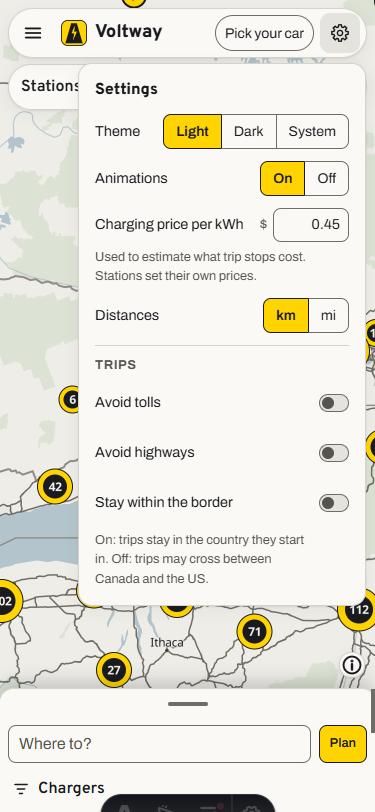 Voltway
Pick your car
Stations
Settings
Theme
Light
Dark
System
Animations
On
Off
Charging price per kWh
$
0.45
Used to estimate what trip stops cost.
Stations set their own prices.
Distances
km
mi
TRIPS
Avoid tolls
6
Avoid highways
42
Stay within the border
On: trips stay in the country they start
in. Off: trips may cross between
Canada and the US.
02
112
71
Ithaca
27
Where to?
Plan
Chargers